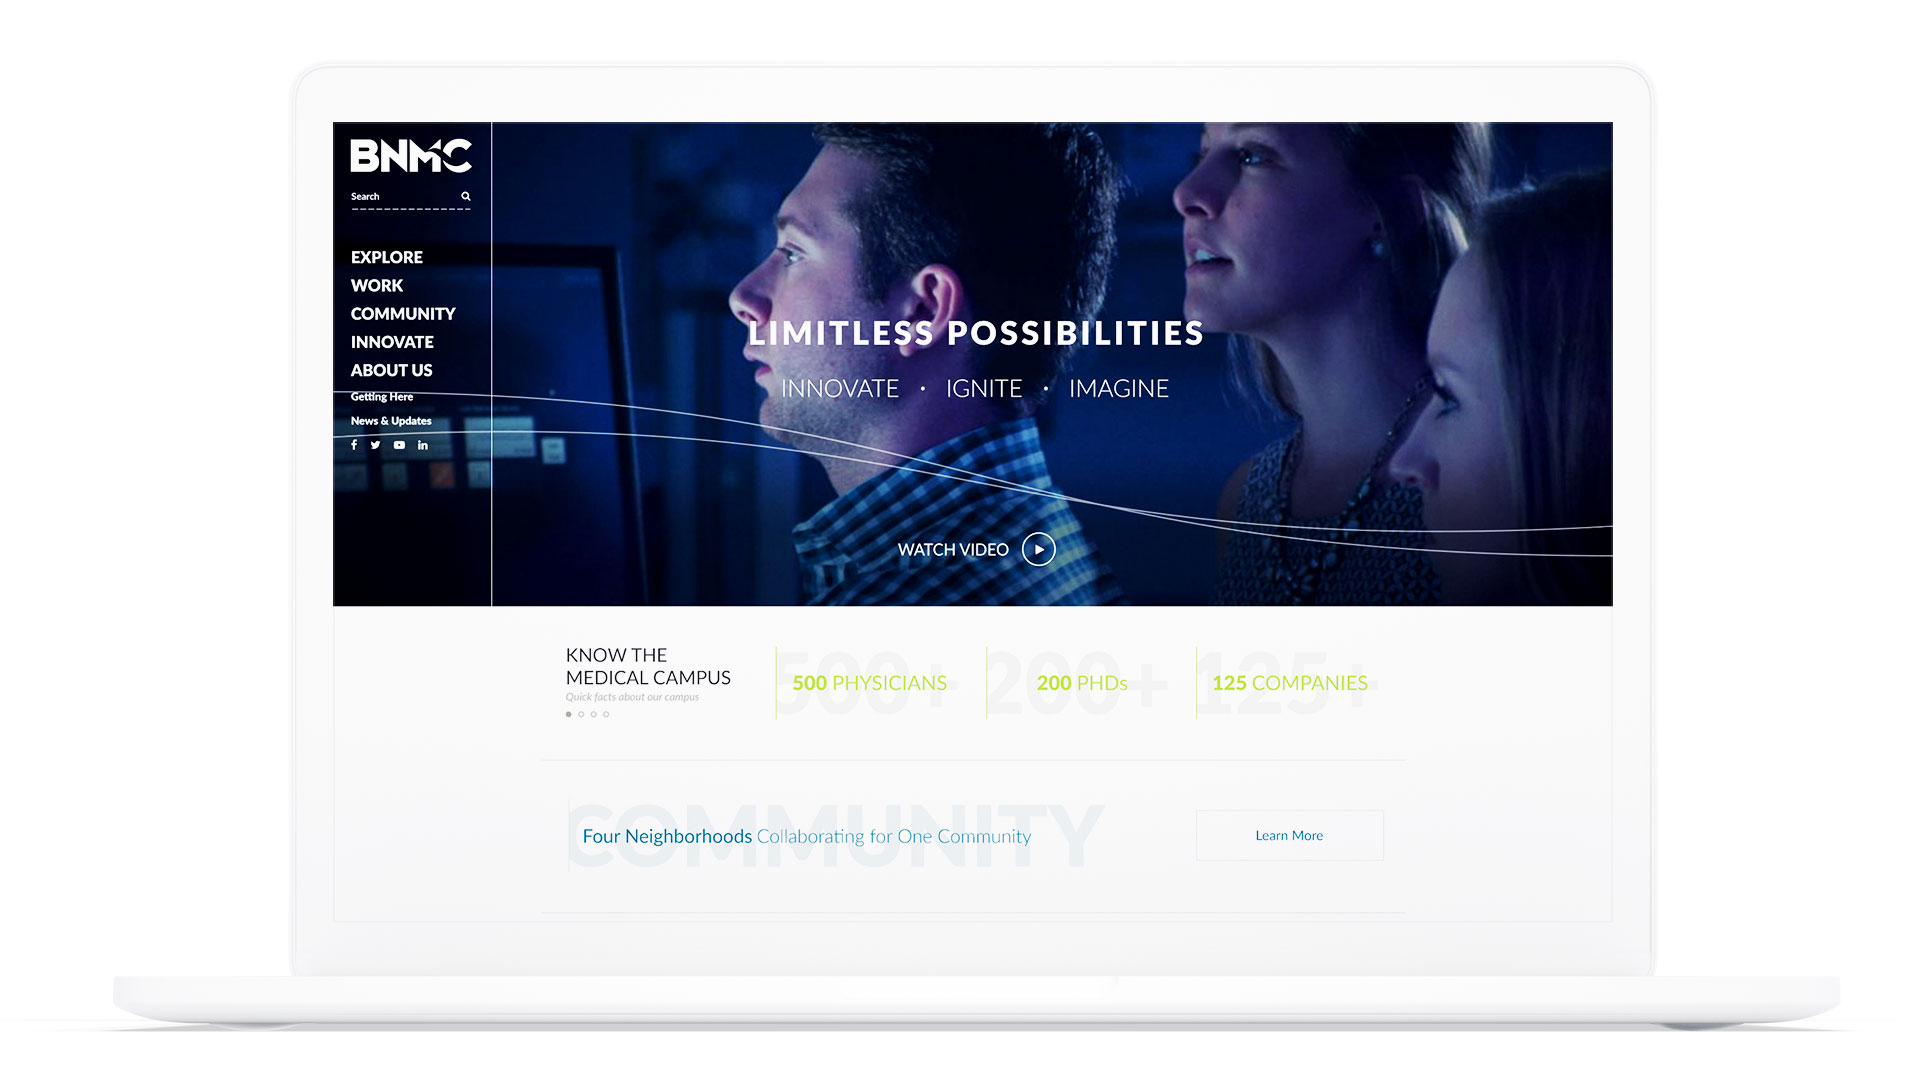 BNMC
Search
EXPLORE
WORK
COMMUNITY
INNOVATE
ABOUT US
Getting Here
News & Updates
LIMITLESS POSSIBILITIES
INNOVATE • IGNITE • IMAGINE
WATCH VIDEO
KNOW THE
MEDICAL CAMPUS
Quick facts about our campus
500+
500 PHYSICIANS
200+
200 PHDs
125+
125 COMPANIES
COMMUNITY
Four Neighborhoods Collaborating for One Community
Learn More